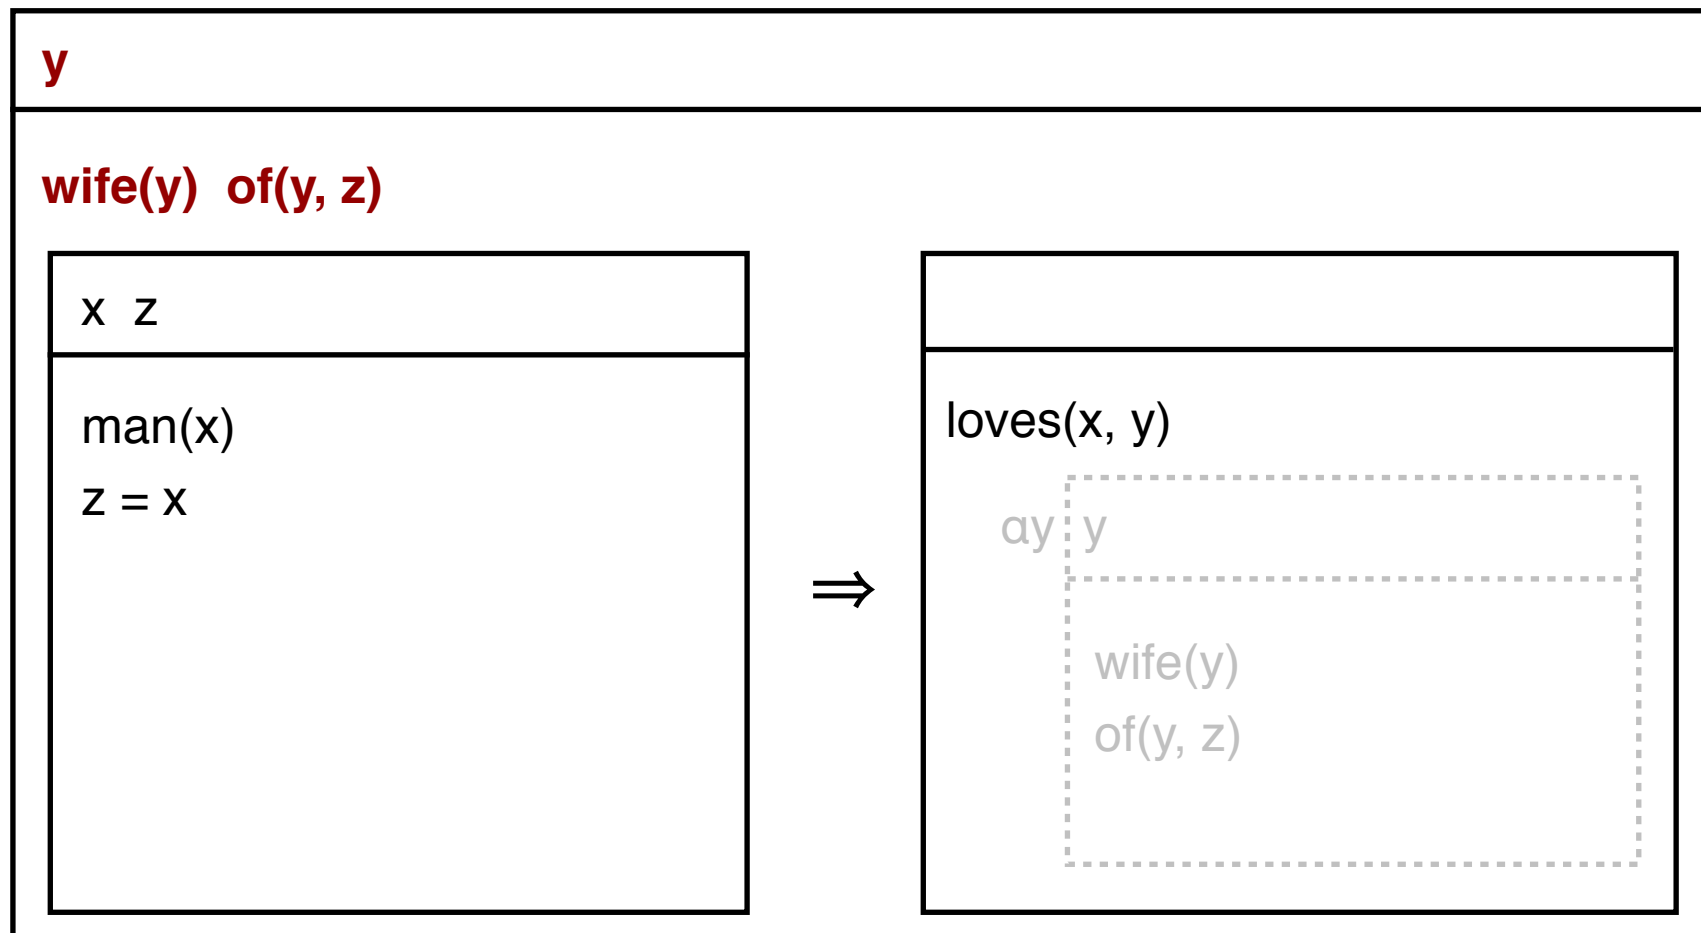 y
wife(y) of(y, z)
x z
man(x)
z = x
⇒
loves(x, y)
αy y
wife(y)
of(y, z)